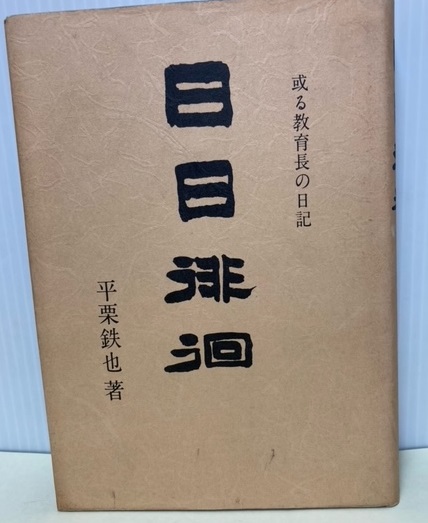 或る教育長の日記
日日徘徊
平栗鉄也著